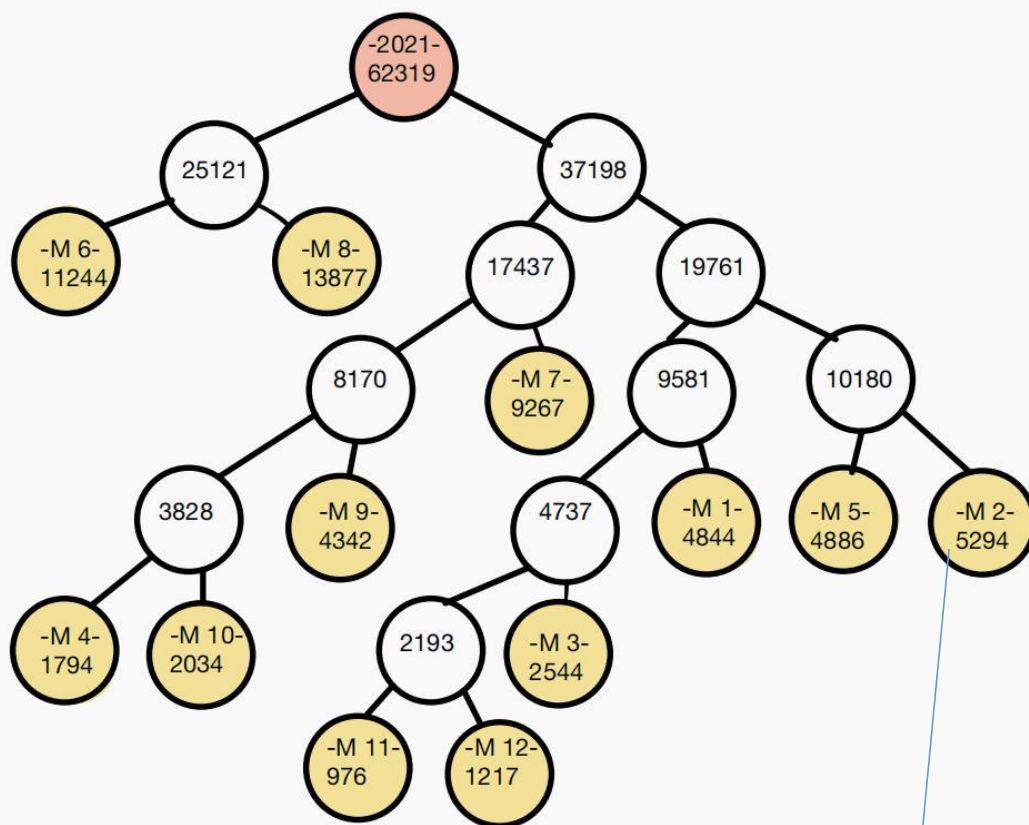 -2021-
62319
25121
37198
-M 6-
11244
-M 8-
13877
17437
19761
8170
-M 7-
9267
9581
10180
3828
-M 9-
4342
4737
-M 1-
4844
-M 5-
4886
-M 2-
5294
-M 4-
1794
-M 10-
2034
2193
-M 3-
2544
-M 11-
976
-M 12-
1217